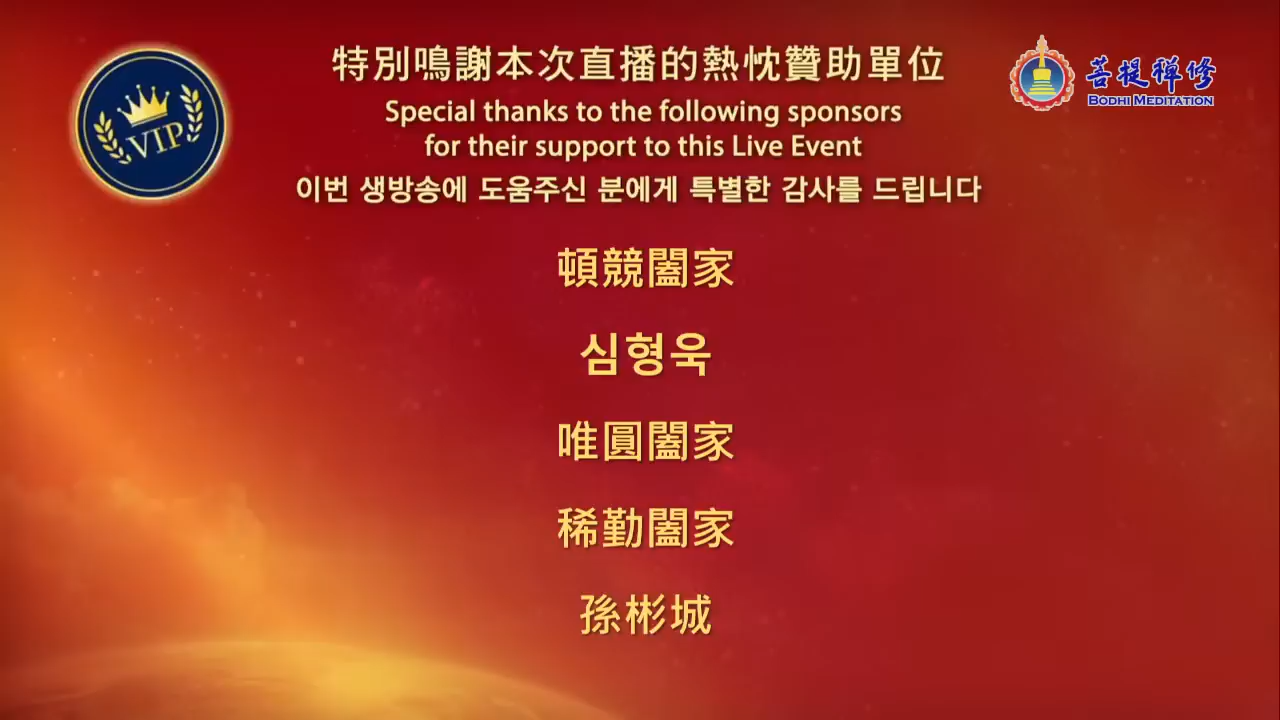 VIP
特別鳴謝本次直播的熱忱贊助單位
Special thanks to the following sponsors
for their support to this Live Event
이번 생방송에 도움주신 분에게 특별한 감사를 드립니다
菩提禪修
BODHI MEDITATION
頓競闔家
심형욱
唯圓闔家
稀勤闔家
孫彬城